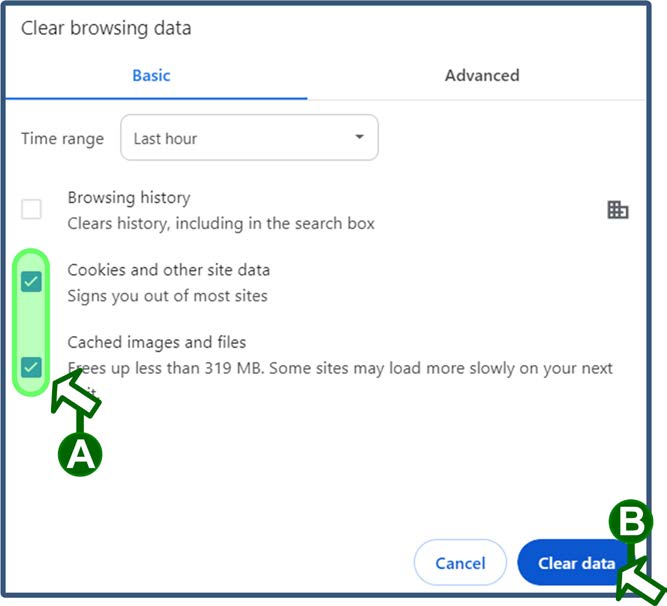 Clear browsing data
Basic Advanced
Time range Last hour
Browsing history
Clears history, including in the search box
Cookies and other site data
Signs you out of most sites
Cached images and files
Frees up less than 319 MB. Some sites may load more slowly on your next
A
B
Cancel Clear data